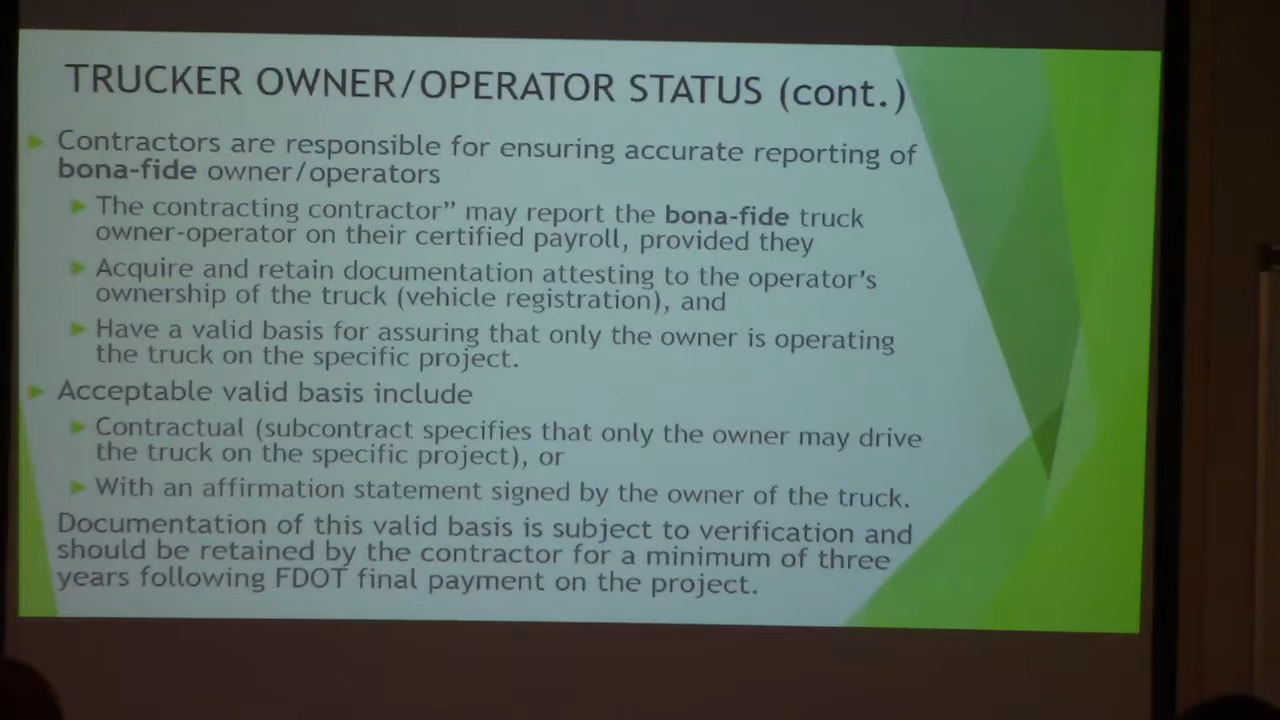 TRUCKER OWNER/OPERATOR STATUS (cont.)
Contractors are responsible for ensuring accurate reporting of
bona-fide owner/operators
The contracting contractor” may report the bona-fide truck
owner-operator on their certified payroll, provided they
Acquire and retain documentation attesting to the operator’s
ownership of the truck (vehicle registration), and
Have a valid basis for assuring that only the owner is operating
the truck on the specific project.
Acceptable valid basis include
Contractual (subcontract specifies that only the owner may drive
the truck on the specific project), or
With an affirmation statement signed by the owner of the truck.
Documentation of this valid basis is subject to verification and
should be retained by the contractor for a minimum of three
years following FDOT final payment on the project.